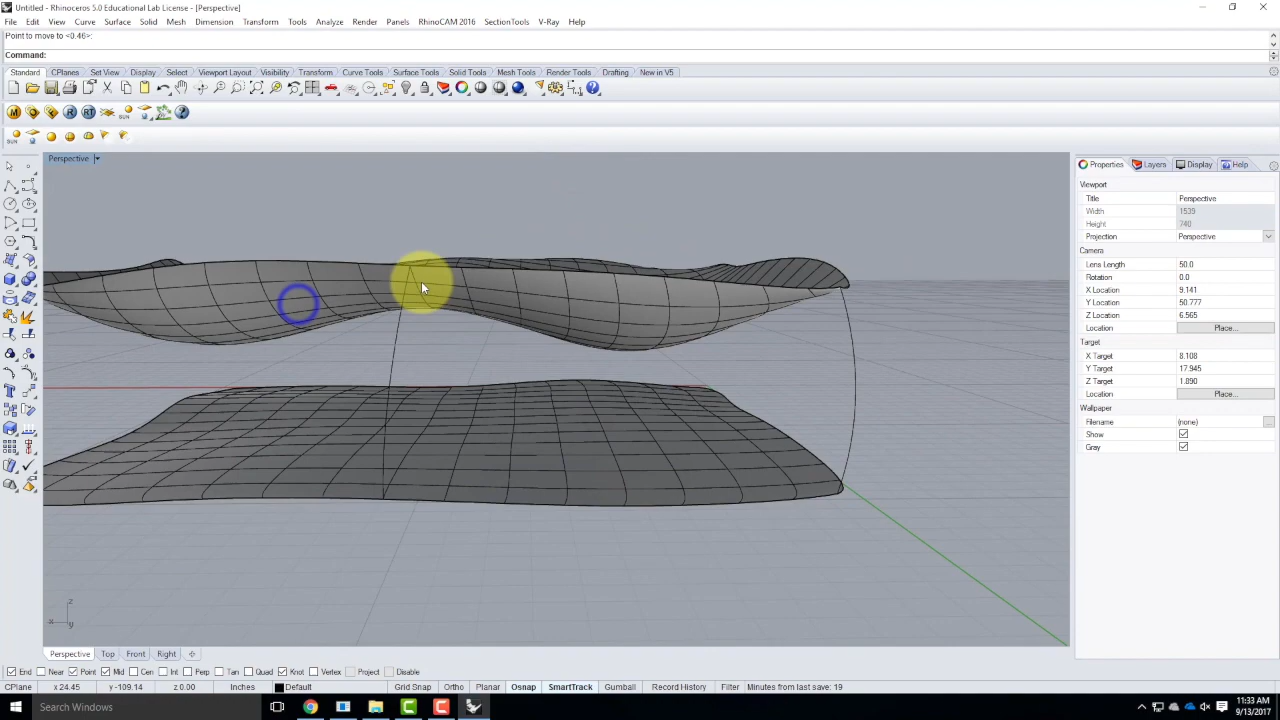 Untitled - Rhinoceros 5.0 Educational Lab License - [Perspective]
File Edit View Curve Surface Solid Mesh Dimension Transform Tools Analyze Render Panels RhinoCAM 2016 SectionTools V-Ray Help
Point to move to <0.46>:
Command:
Standard CPlanes Set View Display Select Viewport Layout Visibility Transform Curve Tools Surface Tools Solid Tools Mesh Tools Render Tools Drafting New in V5
M R RT
SUN
SUN
Perspective
Properties Layers Display Help
Viewport
Title Perspective
Width 1539
Height 740
Projection Perspective
Camera
Lens Length 50.0
Rotation 0.0
X Location 9.141
Y Location 50.777
Z Location 6.565
Location Place...
Target
X Target 8.108
Y Target 17.945
Z Target 1.890
Location Place...
Wallpaper
Filename (none) ...
Show
Gray
z
x
y
Perspective Top Front Right
End Near Point Mid Cen Int Perp Tan Quad Knot Vertex Project Disable
CPlane x 24.45 y -109.14 z 0.00 Inches Default Grid Snap Ortho Planar Osnap SmartTrack Gumball Record History Filter Minutes from last save: 19
Search Windows
11:33 AM
9/13/2017